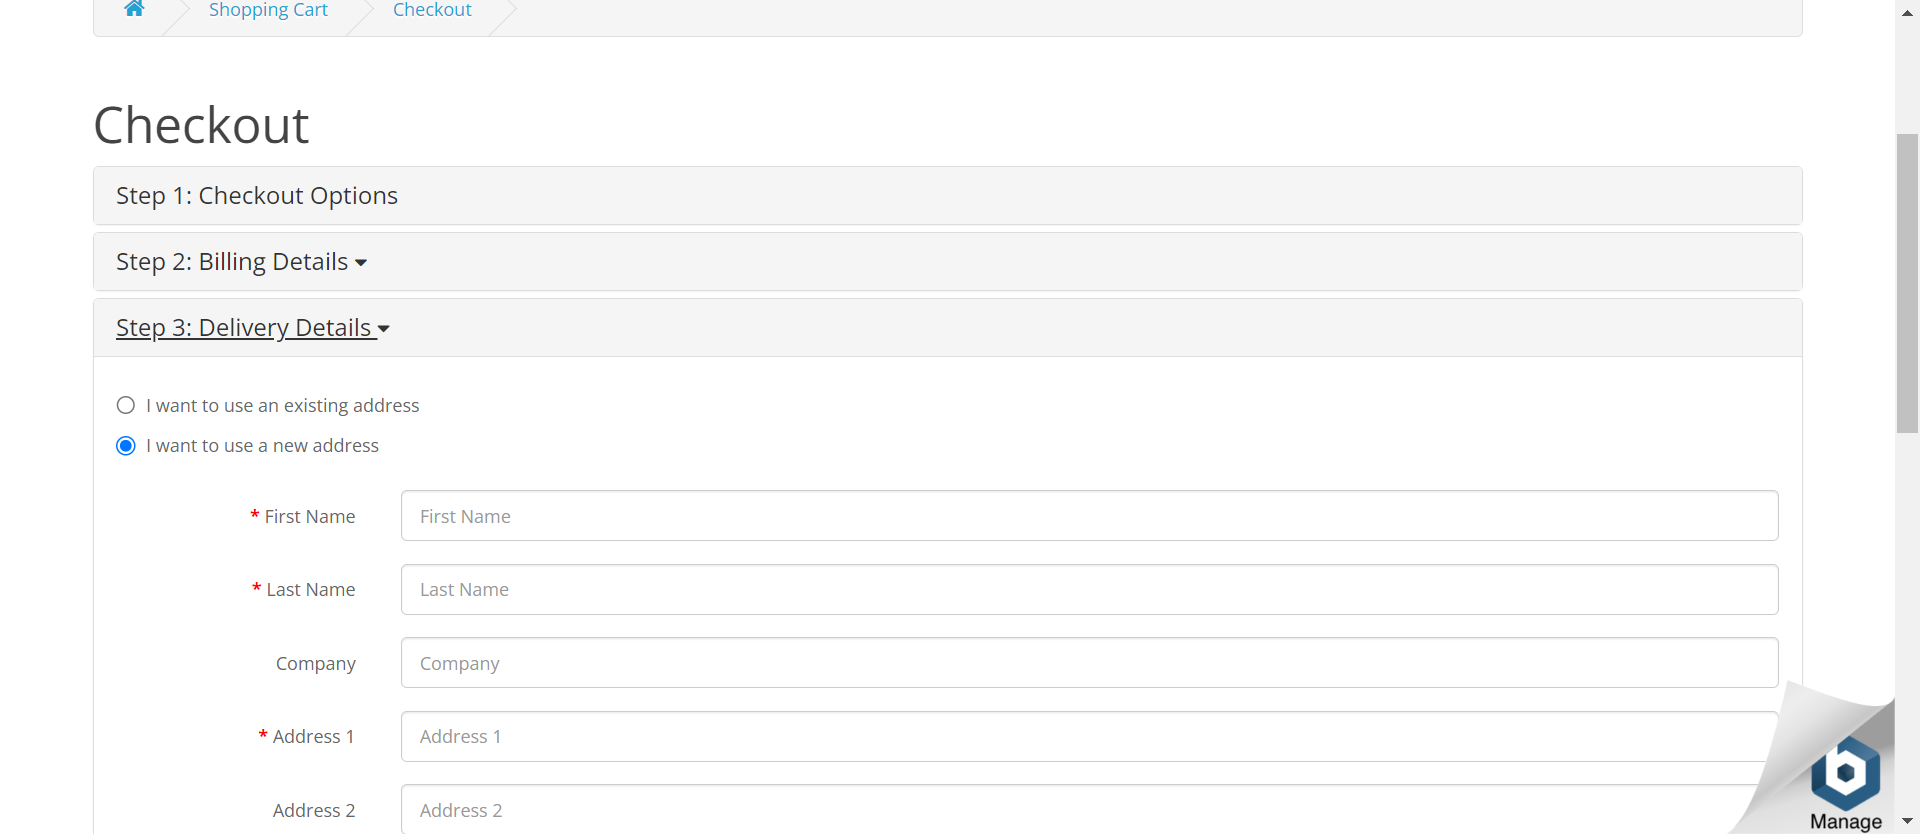 Shopping Cart
Checkout
Checkout
Step 1: Checkout Options
Step 2: Billing Details
Step 3: Delivery Details
I want to use an existing address
I want to use a new address
* First Name
First Name
* Last Name
Last Name
Company
Company
* Address 1
Address 1
Address 2
Address 2
b
Manage